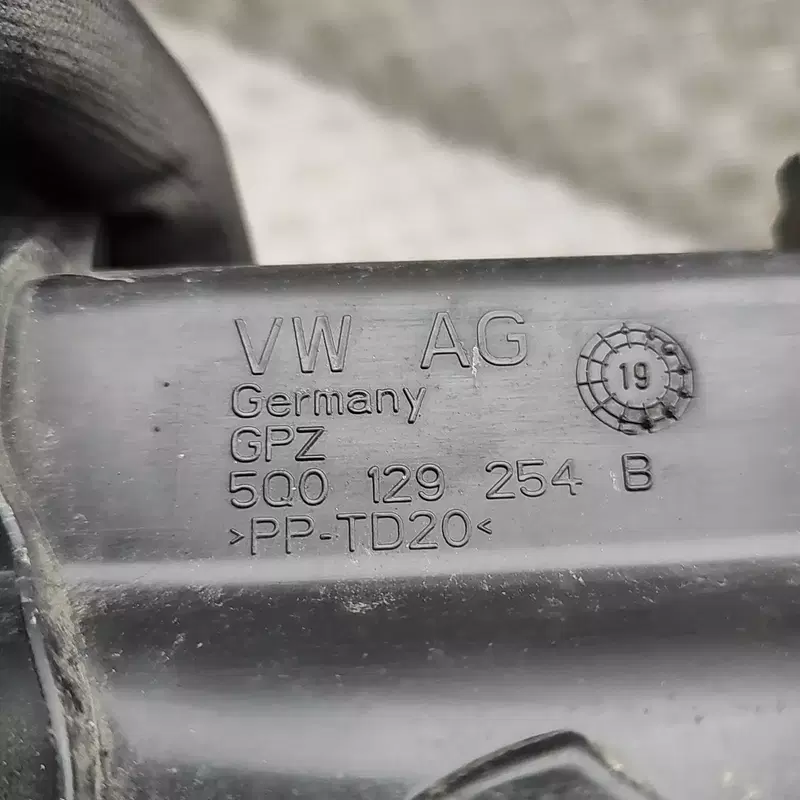 VW AG
19
Germany
GPZ
5Q0 129 254 B
>PP-TD20<